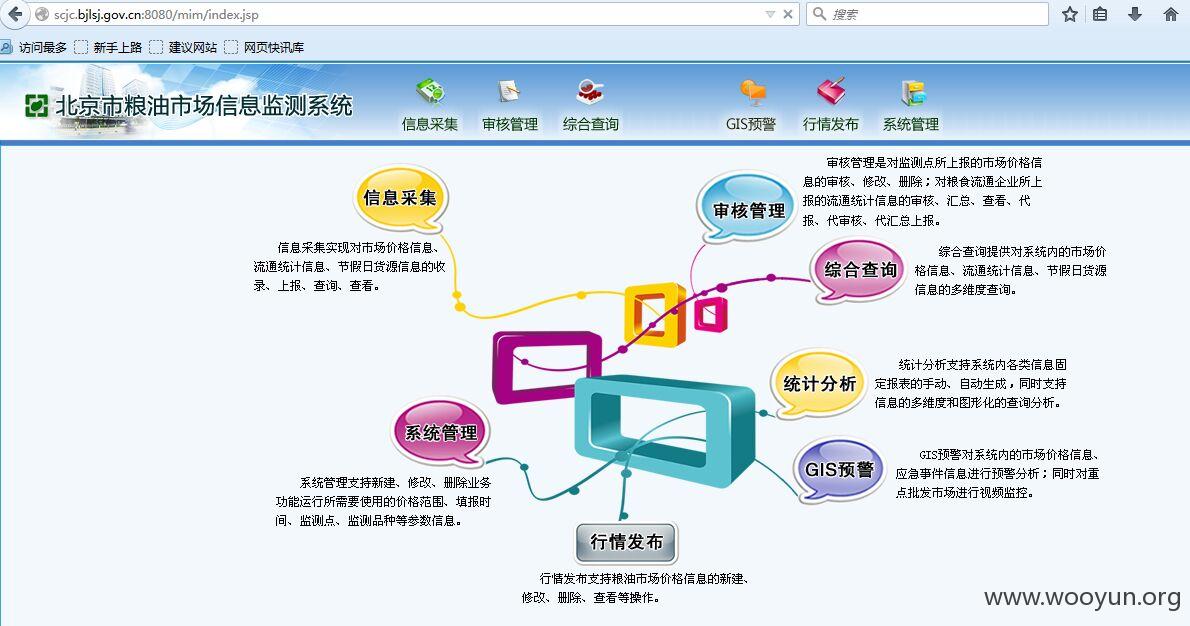 scjc.bjlsj.gov.cn:8080/mim/index.jsp
搜索
访问最多 新手上路 建议网站 网页快讯库
北京市粮油市场信息监测系统
信息采集 审核管理 综合查询 GIS预警 行情发布 系统管理
信息采集
信息采集实现对市场价格信息、
流通统计信息、节假日货源信息的收
录、上报、查询、查看。
审核管理
审核管理是对监测点所上报的市场价格信
息的审核、修改、删除；对粮食流通企业所上
报的流通统计信息的审核、汇总、查看、代
报、代审核、代汇总上报。
综合查询
综合查询提供对系统内的市场价
格信息、流通统计信息、节假日货源
信息的多维度查询。
统计分析
统计分析支持系统内各类信息固
定报表的手动、自动生成，同时支持
信息的多维度和图形化的查询分析。
系统管理
系统管理支持新建、修改、删除业务
功能运行所需要使用的价格范围、填报时
间、监测点、监测品种等参数信息。
GIS预警
GIS预警对系统内的市场价格信息、
应急事件信息进行预警分析；同时对重
点批发市场进行视频监控。
行情发布
行情发布支持粮油市场价格信息的新建、
修改、删除、查看等操作。
www.wooyun.org